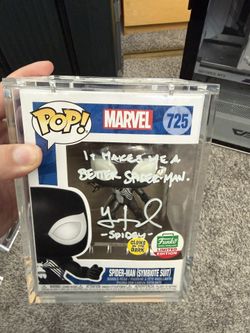 POP!
MARVEL
725
IT MAKES ME A
BETTER SPIDER-MAN.
-SPIDEY-
GLOWS IN THE DARK
Funko
LIMITED EDITION
SPIDER-MAN (SYMBIOTE SUIT)